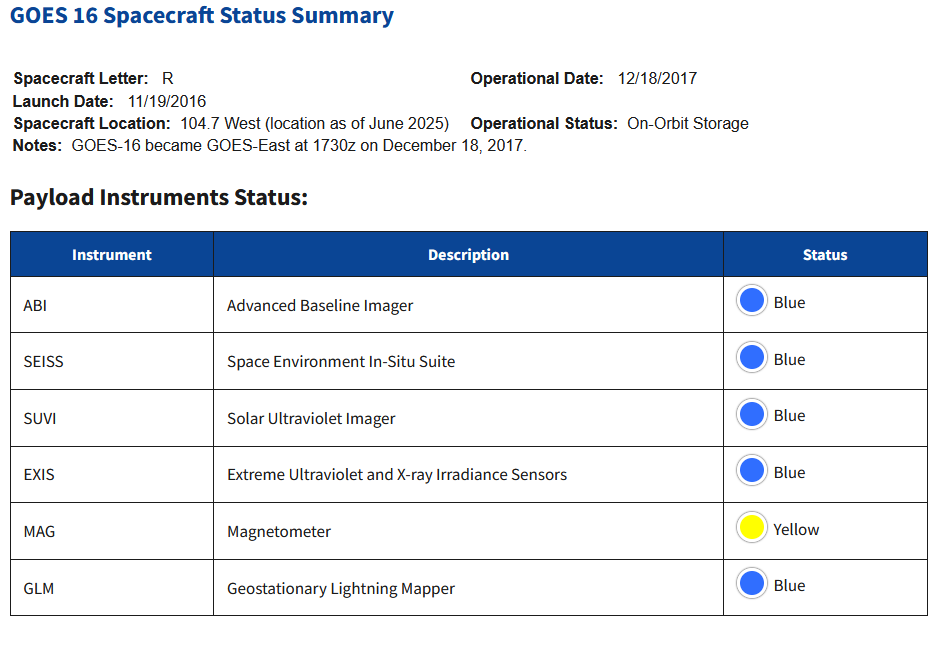 GOES 16 Spacecraft Status Summary
Spacecraft Letter: R Operational Date: 12/18/2017
Launch Date: 11/19/2016
Spacecraft Location: 104.7 West (location as of June 2025) Operational Status: On-Orbit Storage
Notes: GOES-16 became GOES-East at 1730z on December 18, 2017.
Payload Instruments Status:
Instrument Description Status
ABI Advanced Baseline Imager Blue
SEISS Space Environment In-Situ Suite Blue
SUVI Solar Ultraviolet Imager Blue
EXIS Extreme Ultraviolet and X-ray Irradiance Sensors Blue
MAG Magnetometer Yellow
GLM Geostationary Lightning Mapper Blue